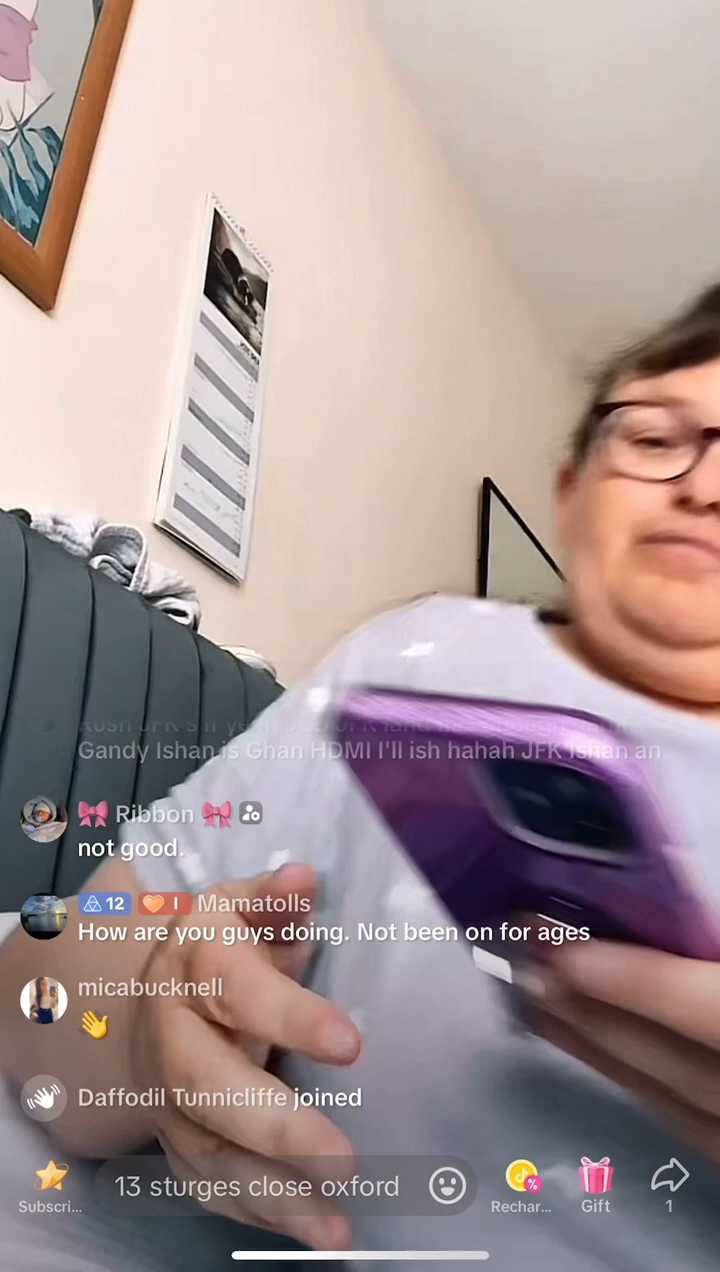 Gandy Ishan is Ghan HDMI I'll ish hahah JFK Ishan an
🎀 Ribbon 🎀
not good.
12 I Mamatolls
How are you guys doing. Not been on for ages
micabucknell
👋
Daffodil Tunnicliffe joined
13 sturges close oxford
Subscri... Rechar... Gift 1